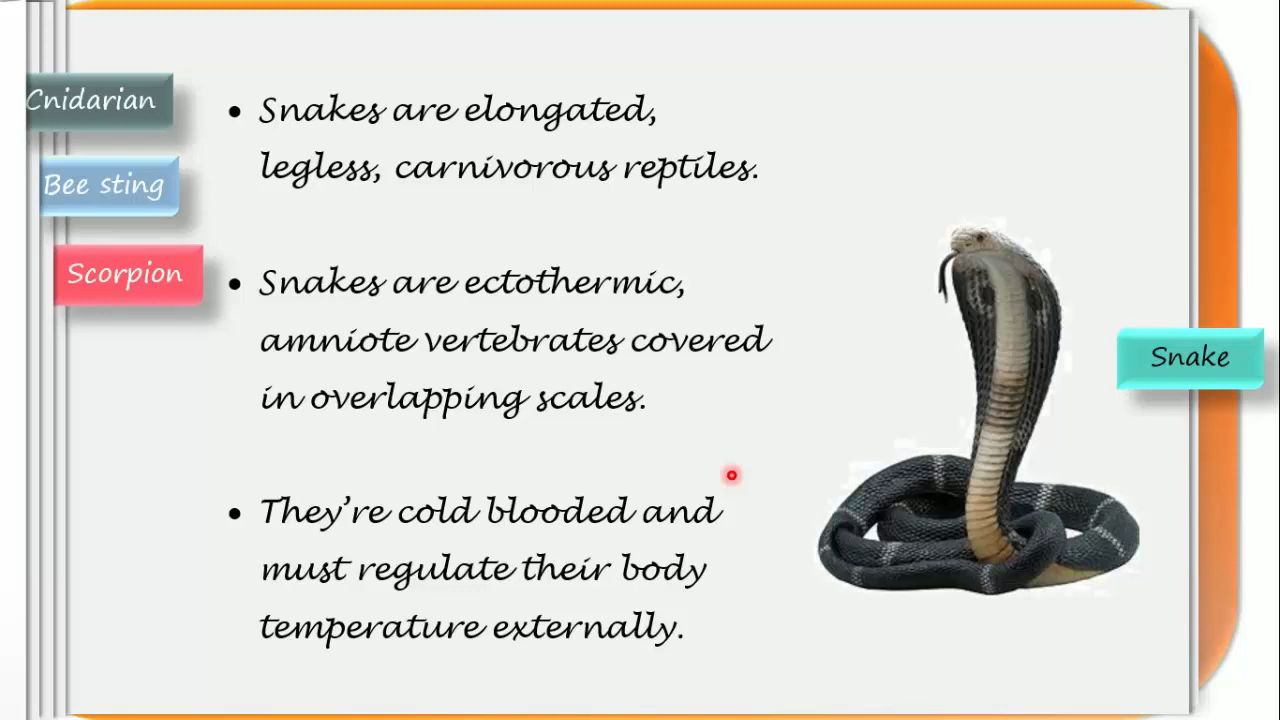 Cnidarian
Bee sting
Scorpion
• Snakes are elongated,
legless, carnivorous reptiles.
• Snakes are ectothermic,
amniote vertebrates covered
in overlapping scales.
• They’re cold blooded and
must regulate their body
temperature externally.
Snake